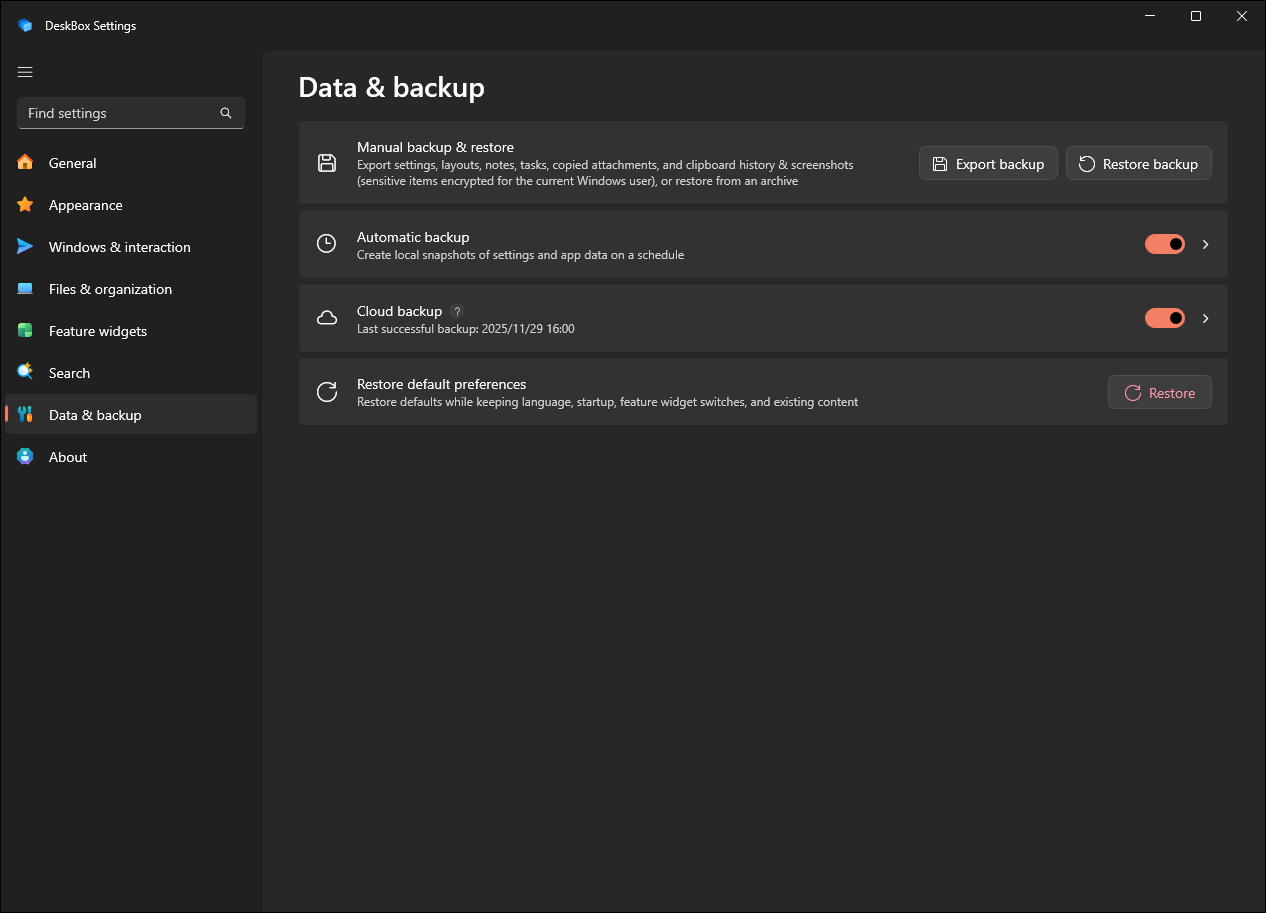 DeskBox Settings
Find settings
General
Appearance
Windows & interaction
Files & organization
Feature widgets
Search
Data & backup
About
Data & backup
Manual backup & restore
Export settings, layouts, notes, tasks, copied attachments, and clipboard history & screenshots
(sensitive items encrypted for the current Windows user), or restore from an archive
Export backup
Restore backup
Automatic backup
Create local snapshots of settings and app data on a schedule
Cloud backup ?
Last successful backup: 2025/11/29 16:00
Restore default preferences
Restore defaults while keeping language, startup, feature widget switches, and existing content
Restore